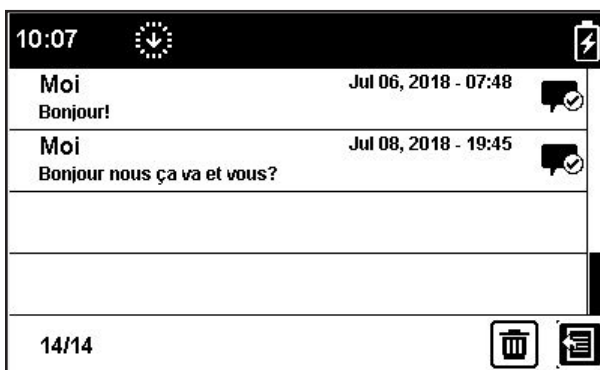 10:07
Moi Jul 06, 2018 - 07:48
Bonjour!
Moi Jul 08, 2018 - 19:45
Bonjour nous ça va et vous?
14/14